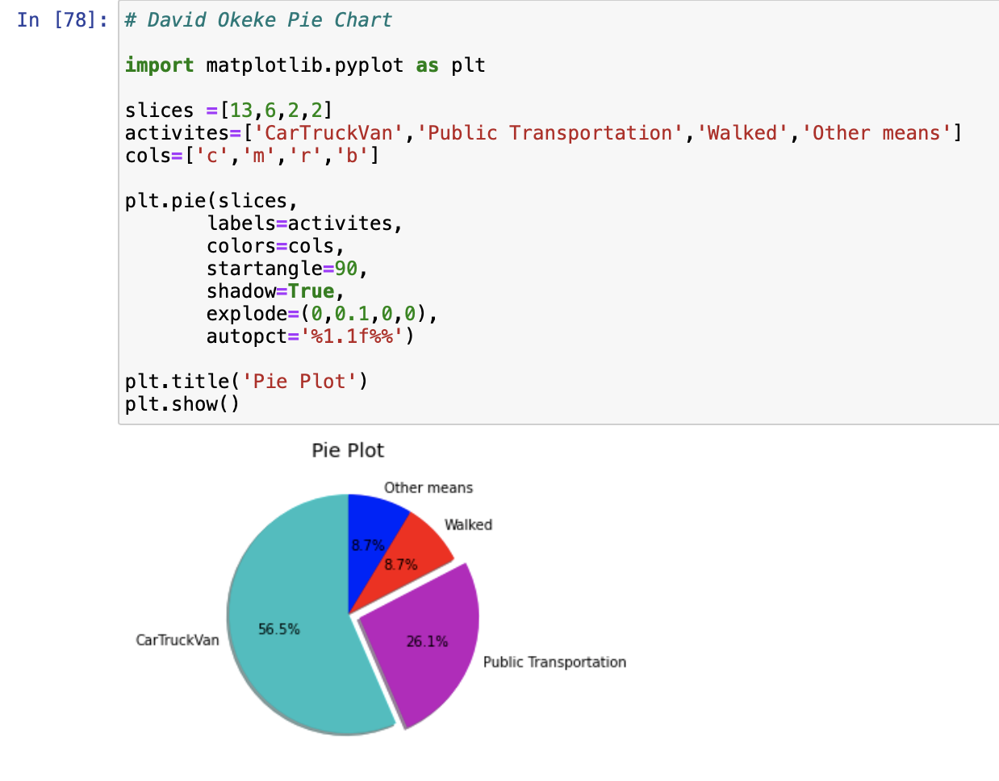 In [78]: # David Okeke Pie Chart
import matplotlib.pyplot as plt
slices =[13,6,2,2]
activites=['CarTruckVan','Public Transportation','Walked','Other means']
cols=['c','m','r','b']
plt.pie(slices,
labels=activites,
colors=cols,
startangle=90,
shadow=True,
explode=(0,0.1,0,0),
autopct='%1.1f%%')
plt.title('Pie Plot')
plt.show()
Pie Plot
Other means
Walked
8.7%
8.7%
56.5%
CarTruckVan
26.1%
Public Transportation